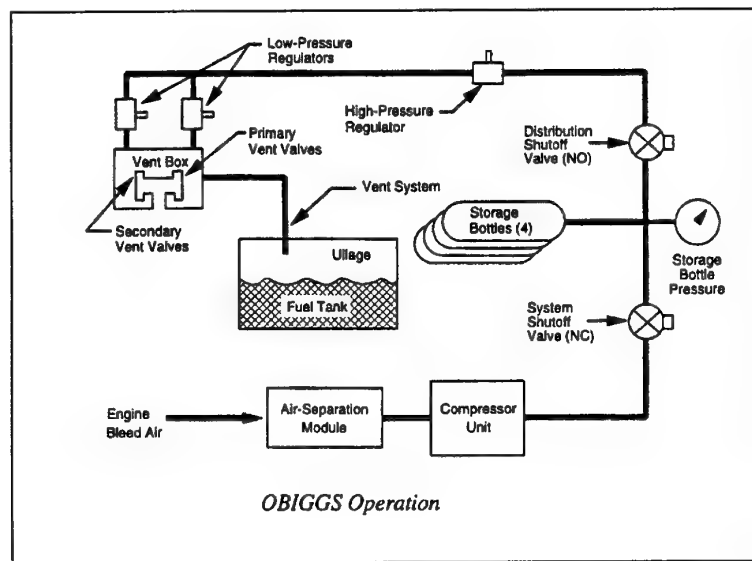 Low-Pressure
Regulators
High-Pressure
Regulator
Distribution
Shutoff
Valve (NO)
Primary
Vent Valves
Vent Box
Secondary
Vent Valves
Vent System
Storage
Bottles (4)
Storage
Bottle
Pressure
Ullage
Fuel Tank
System
Shutoff
Valve (NC)
Engine
Bleed Air
Air-Separation
Module
Compressor
Unit
OBIGGS Operation